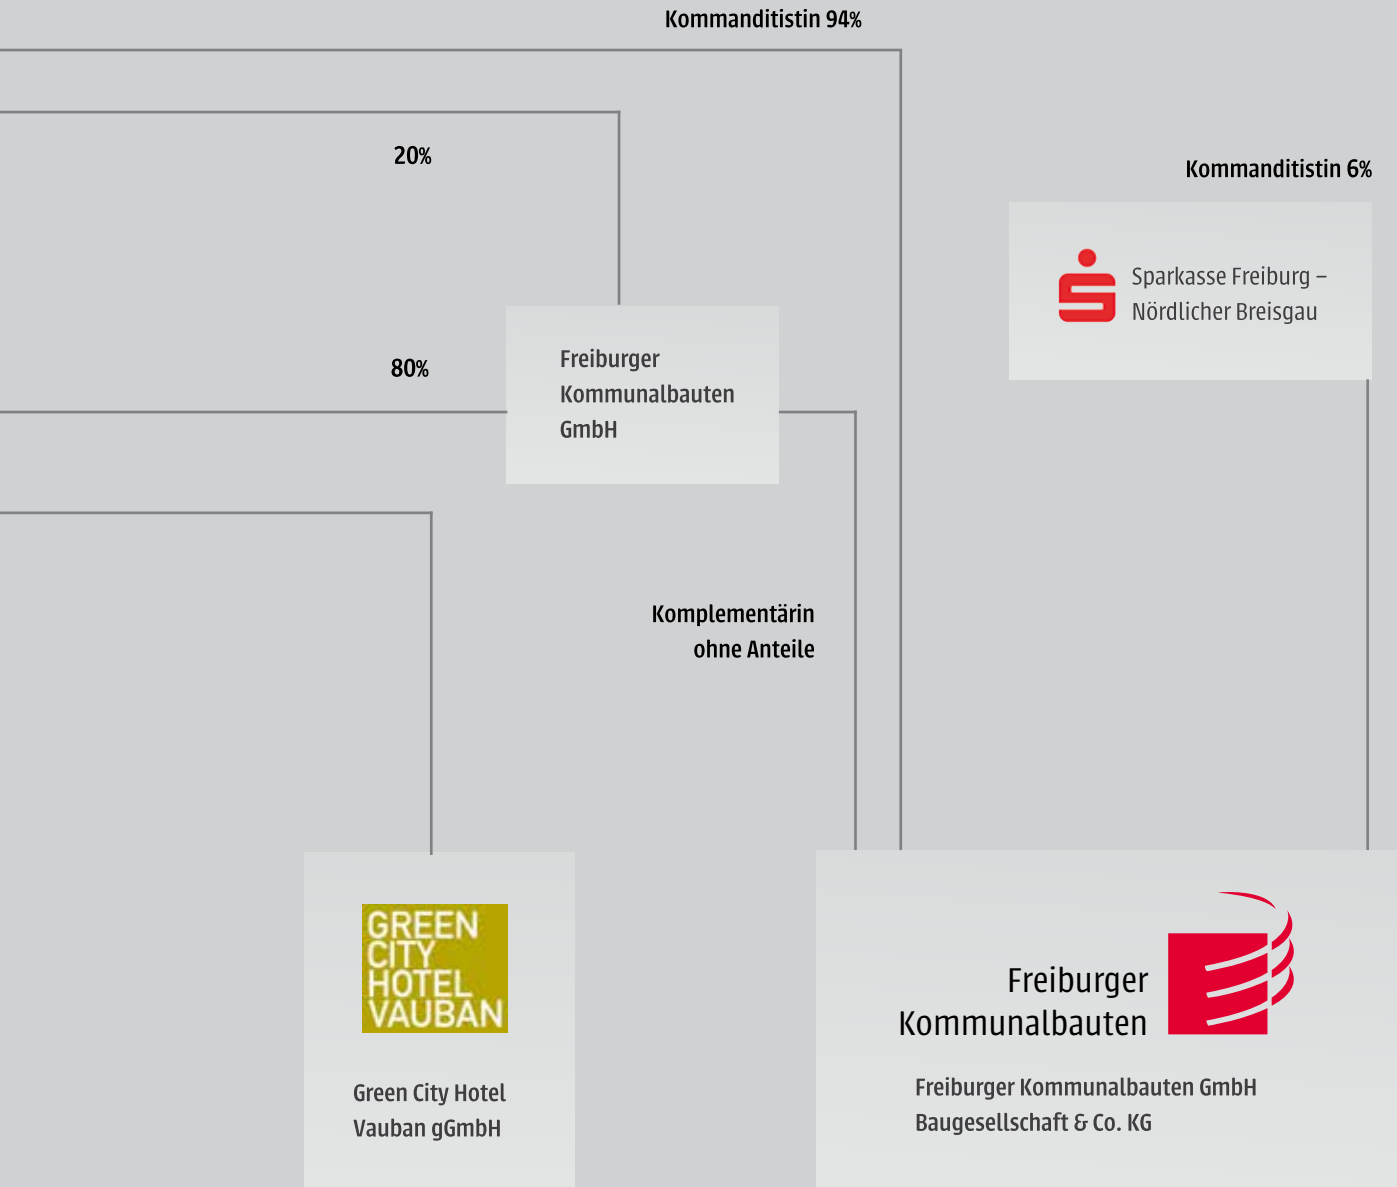 Kommanditistin 94%
20%
Kommanditistin 6%
Sparkasse Freiburg –
Nördlicher Breisgau
80%
Freiburger
Kommunalbauten
GmbH
Komplementärin
ohne Anteile
GREEN
CITY
HOTEL
VAUBAN
Green City Hotel
Vauban gGmbH
Freiburger
Kommunalbauten
Freiburger Kommunalbauten GmbH
Baugesellschaft & Co. KG